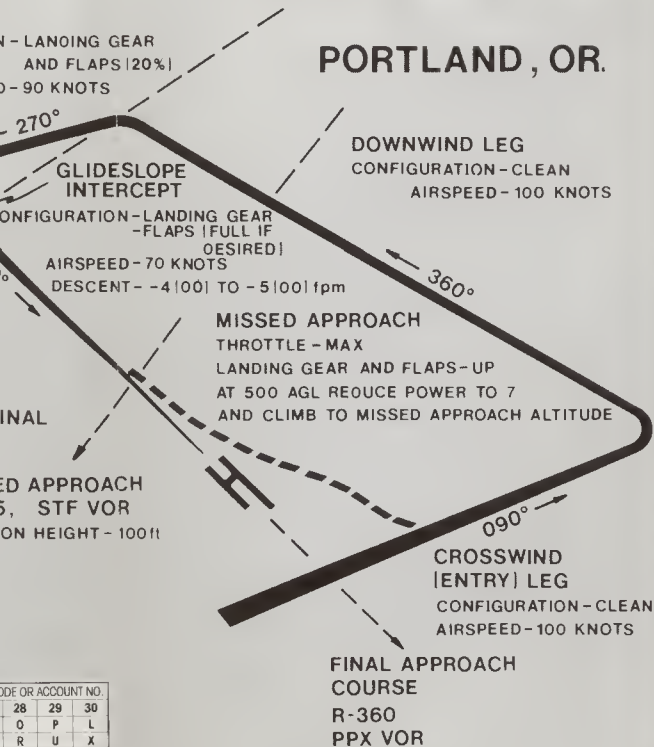 N - LANOING GEAR
AND FLAPS |20%|
D - 90 KNOTS
PORTLAND, OR.
270°
DOWNWIND LEG
CONFIGURATION - CLEAN
AIRSPEED - 100 KNOTS
GLIDESLOPE
INTERCEPT
ONFIGURATION - LANDING GEAR
- FLAPS |FULL IF
DESIRED|
AIRSPEED - 70 KNOTS
DESCENT - -4|00| TO -5|00| fpm
360°
MISSED APPROACH
THROTTLE - MAX
LANDING GEAR AND FLAPS - UP
AT 500 AGL REOUCE POWER TO 7
AND CLIMB TO MISSED APPROACH ALTITUDE
INAL
ED APPROACH
5, STF VOR
ON HEIGHT - 100ft
090°
CROSSWIND
|ENTRY| LEG
CONFIGURATION - CLEAN
AIRSPEED - 100 KNOTS
FINAL APPROACH
COURSE
R-360
PPX VOR
ODE OR ACCOUNT NO.
28 29 30
O P L
R U X